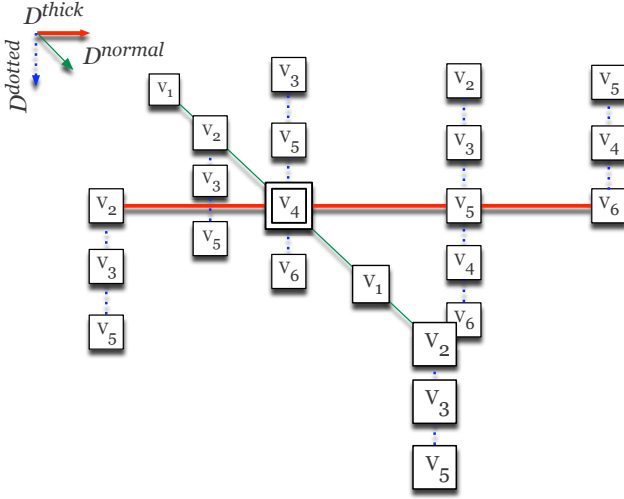 D^thick
D^normal
D^dotted
v₁
v₃
v₂
v₅
v₂
v₅
v₃
v₄
v₃
v₂
v₄
v₅
v₆
v₅
v₃
v₆
v₁
v₄
v₅
v₂
v₆
v₃
v₅